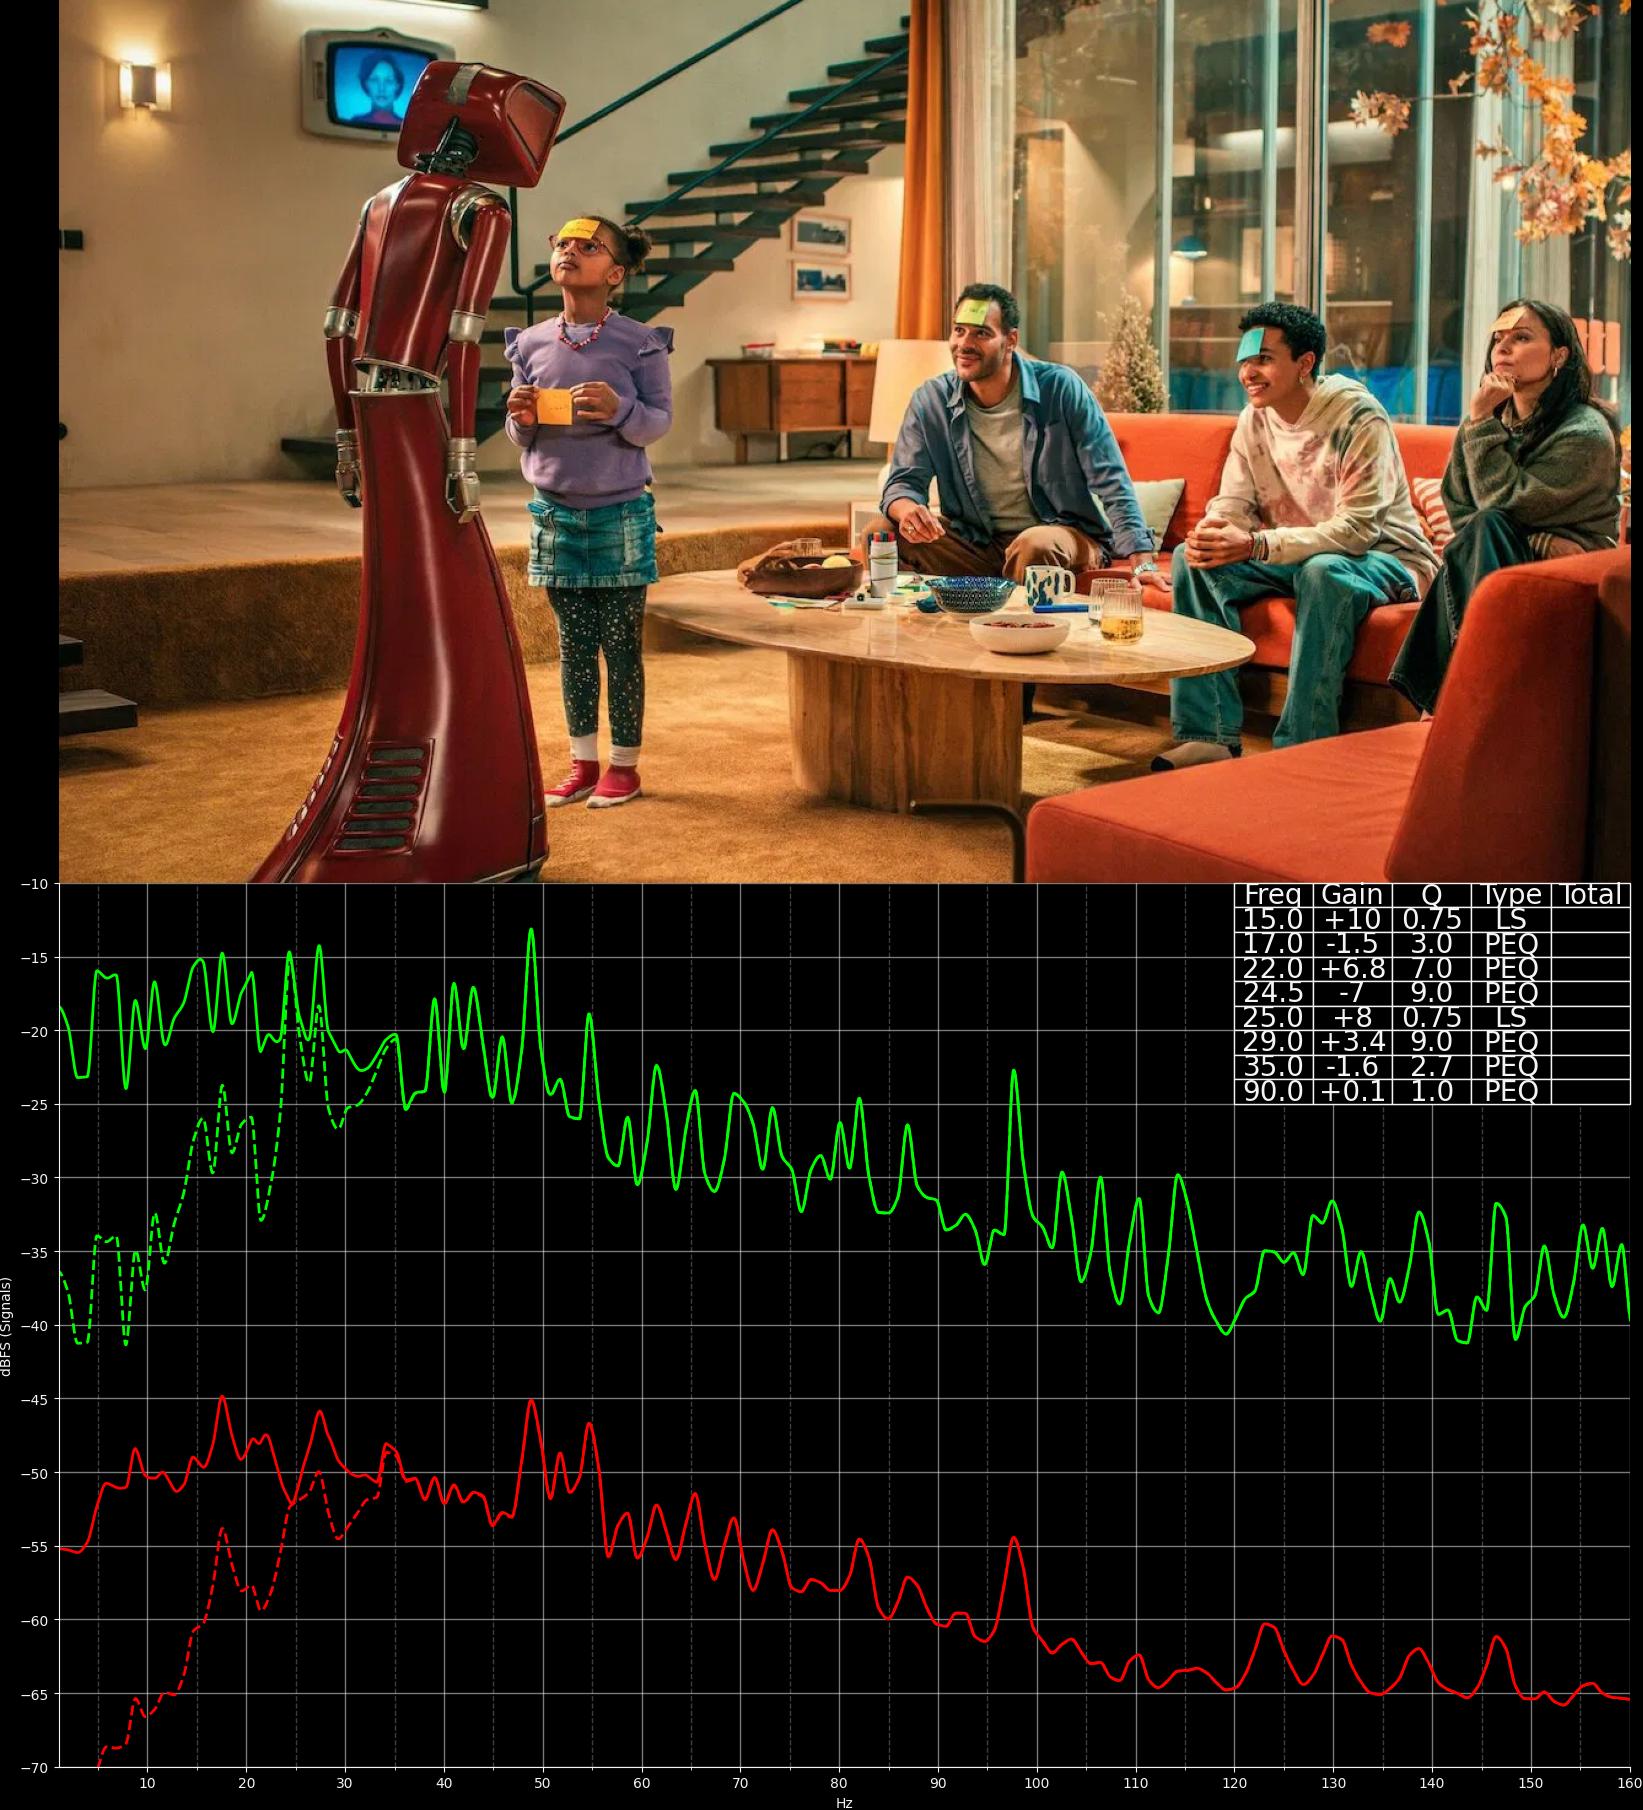 Freq Gain Q Type Total
15.0 +10 0.75 LS
17.0 -1.5 3.0 PEQ
22.0 +6.8 7.0 PEQ
24.5 -7 9.0 PEQ
25.0 +8 0.75 LS
29.0 +3.4 9.0 PEQ
35.0 -1.6 2.7 PEQ
90.0 +0.1 1.0 PEQ
−10
−15
−20
−25
−30
−35
−40
−45
−50
−55
−60
−65
−70
dBFS (Signals)
10 20 30 40 50 60 70 80 90 100 110 120 130 140 150 160
Hz